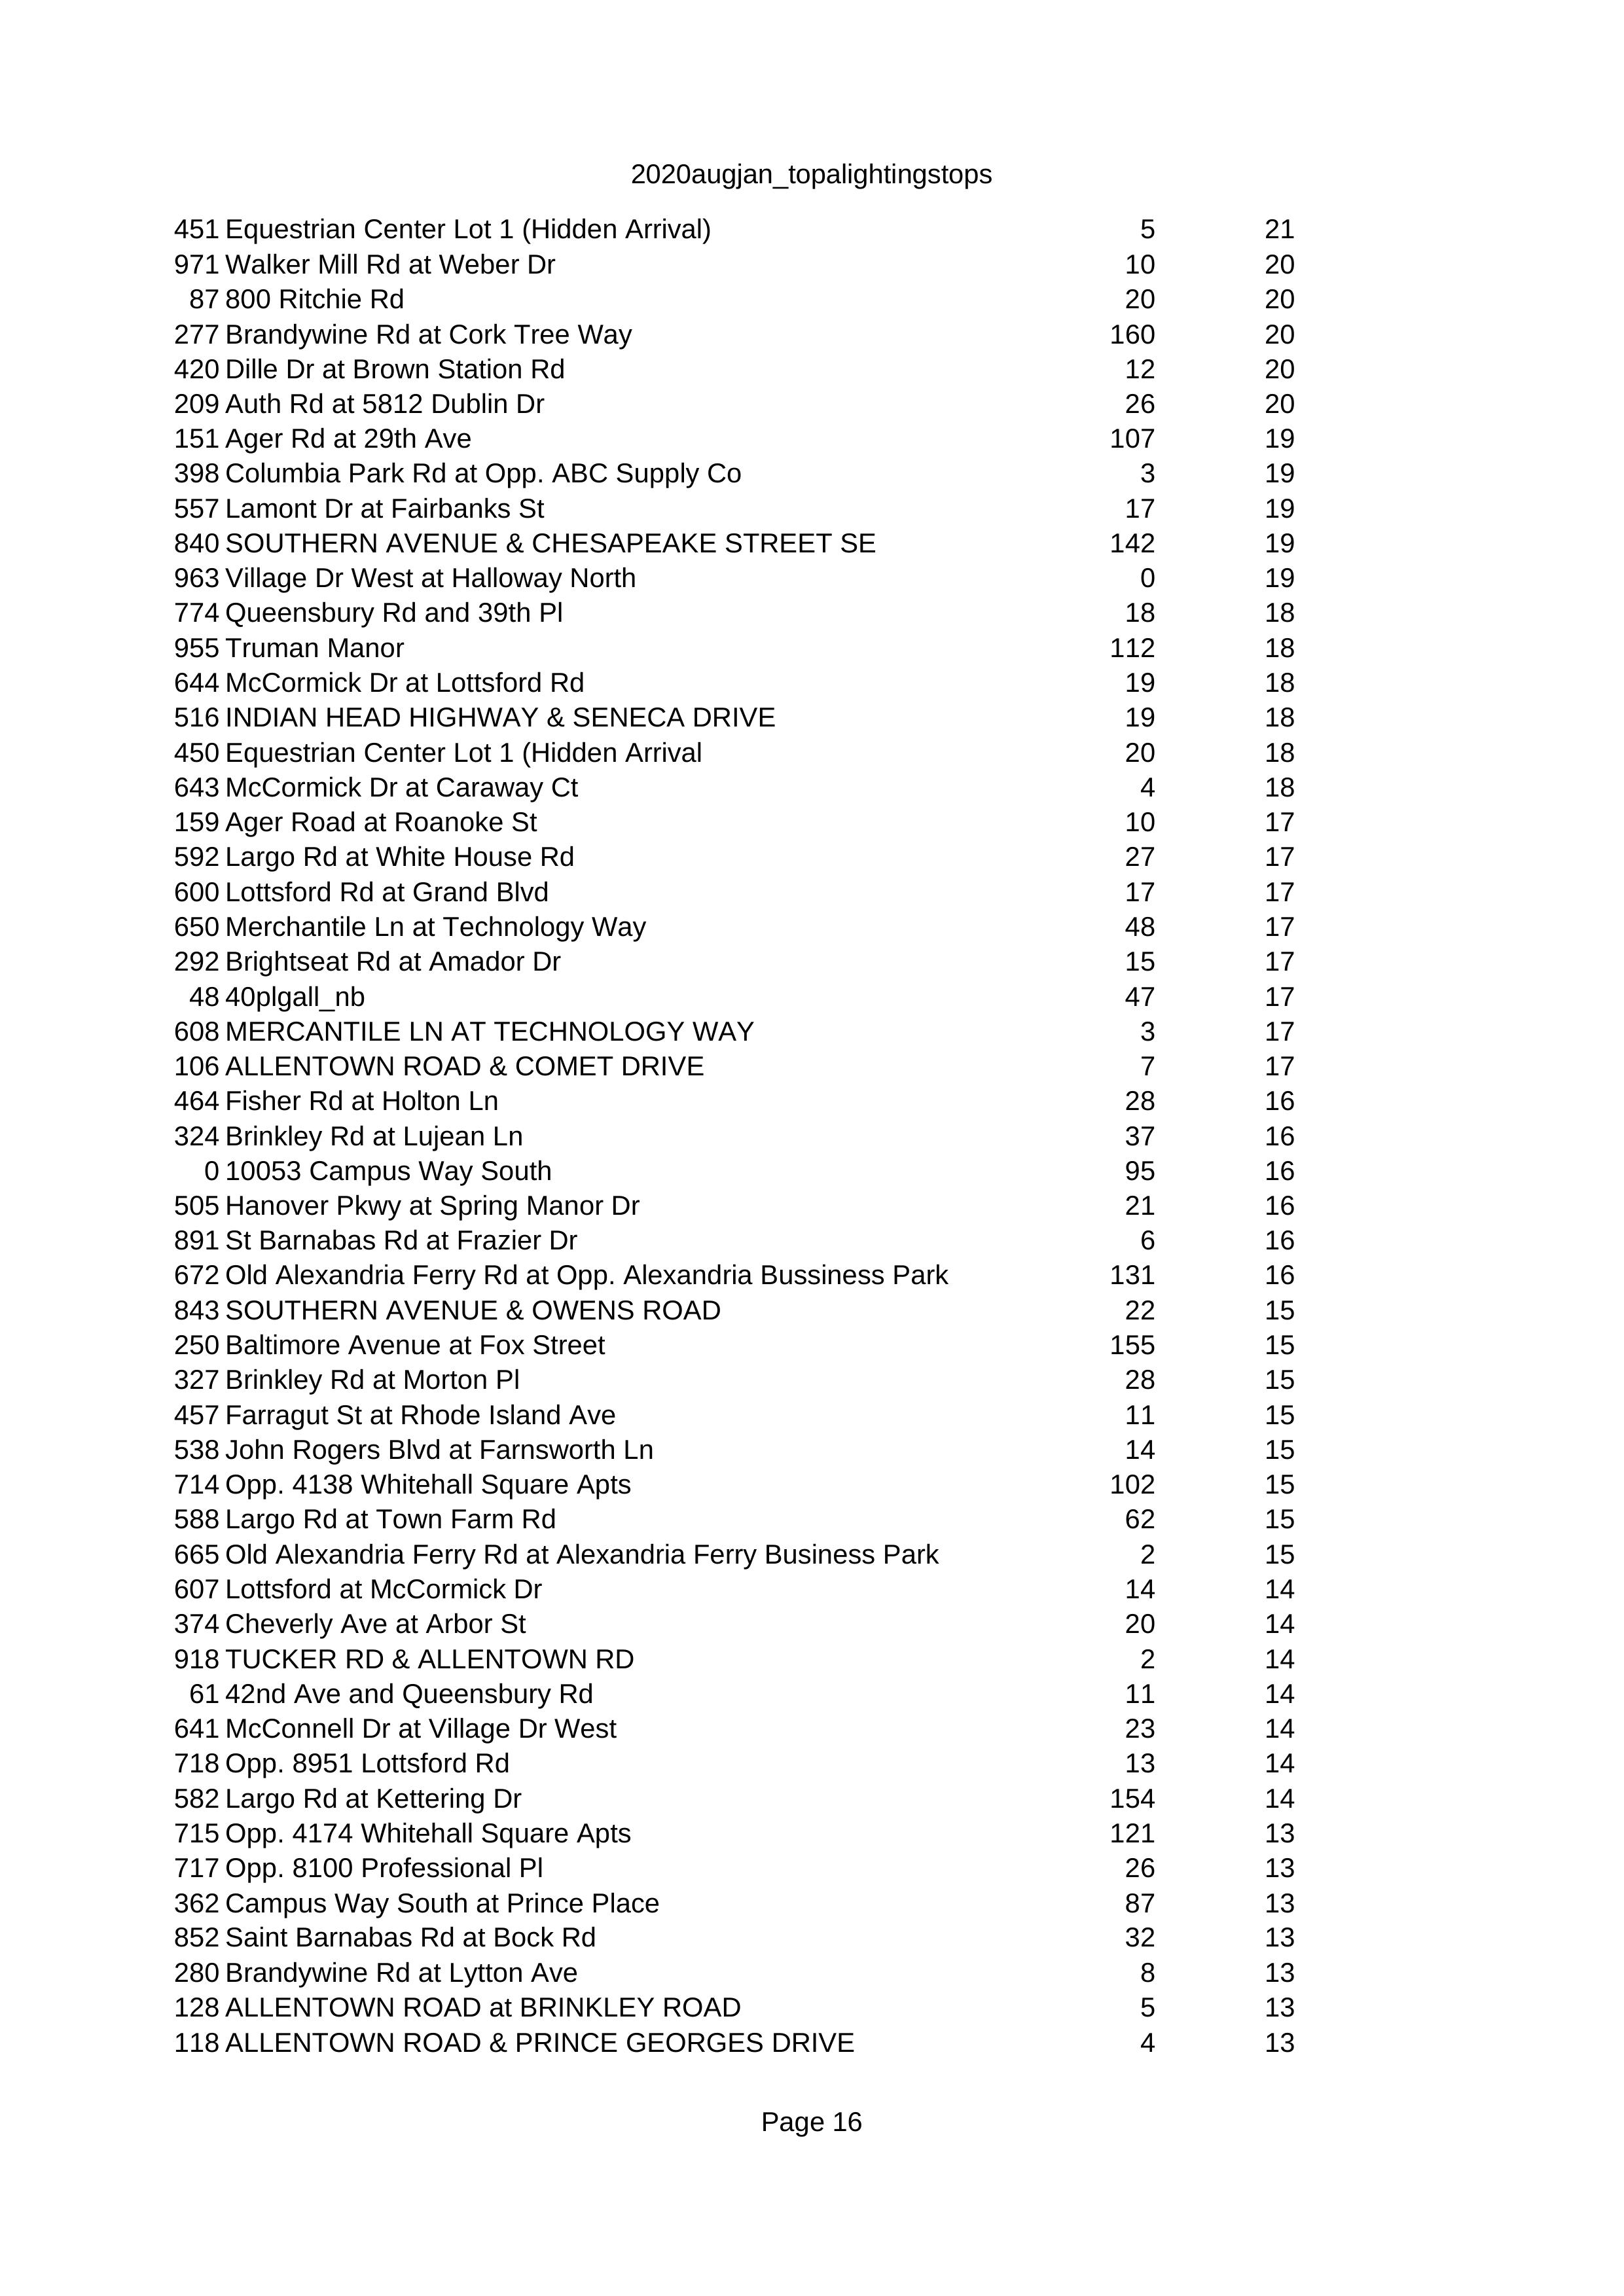 2020augjan_topalightingstops
451 Equestrian Center Lot 1 (Hidden Arrival) 5 21
971 Walker Mill Rd at Weber Dr 10 20
87 800 Ritchie Rd 20 20
277 Brandywine Rd at Cork Tree Way 160 20
420 Dille Dr at Brown Station Rd 12 20
209 Auth Rd at 5812 Dublin Dr 26 20
151 Ager Rd at 29th Ave 107 19
398 Columbia Park Rd at Opp. ABC Supply Co 3 19
557 Lamont Dr at Fairbanks St 17 19
840 SOUTHERN AVENUE & CHESAPEAKE STREET SE 142 19
963 Village Dr West at Halloway North 0 19
774 Queensbury Rd and 39th Pl 18 18
955 Truman Manor 112 18
644 McCormick Dr at Lottsford Rd 19 18
516 INDIAN HEAD HIGHWAY & SENECA DRIVE 19 18
450 Equestrian Center Lot 1 (Hidden Arrival 20 18
643 McCormick Dr at Caraway Ct 4 18
159 Ager Road at Roanoke St 10 17
592 Largo Rd at White House Rd 27 17
600 Lottsford Rd at Grand Blvd 17 17
650 Merchantile Ln at Technology Way 48 17
292 Brightseat Rd at Amador Dr 15 17
48 40plgall_nb 47 17
608 MERCANTILE LN AT TECHNOLOGY WAY 3 17
106 ALLENTOWN ROAD & COMET DRIVE 7 17
464 Fisher Rd at Holton Ln 28 16
324 Brinkley Rd at Lujean Ln 37 16
0 10053 Campus Way South 95 16
505 Hanover Pkwy at Spring Manor Dr 21 16
891 St Barnabas Rd at Frazier Dr 6 16
672 Old Alexandria Ferry Rd at Opp. Alexandria Bussiness Park 131 16
843 SOUTHERN AVENUE & OWENS ROAD 22 15
250 Baltimore Avenue at Fox Street 155 15
327 Brinkley Rd at Morton Pl 28 15
457 Farragut St at Rhode Island Ave 11 15
538 John Rogers Blvd at Farnsworth Ln 14 15
714 Opp. 4138 Whitehall Square Apts 102 15
588 Largo Rd at Town Farm Rd 62 15
665 Old Alexandria Ferry Rd at Alexandria Ferry Business Park 2 15
607 Lottsford at McCormick Dr 14 14
374 Cheverly Ave at Arbor St 20 14
918 TUCKER RD & ALLENTOWN RD 2 14
61 42nd Ave and Queensbury Rd 11 14
641 McConnell Dr at Village Dr West 23 14
718 Opp. 8951 Lottsford Rd 13 14
582 Largo Rd at Kettering Dr 154 14
715 Opp. 4174 Whitehall Square Apts 121 13
717 Opp. 8100 Professional Pl 26 13
362 Campus Way South at Prince Place 87 13
852 Saint Barnabas Rd at Bock Rd 32 13
280 Brandywine Rd at Lytton Ave 8 13
128 ALLENTOWN ROAD at BRINKLEY ROAD 5 13
118 ALLENTOWN ROAD & PRINCE GEORGES DRIVE 4 13
Page 16